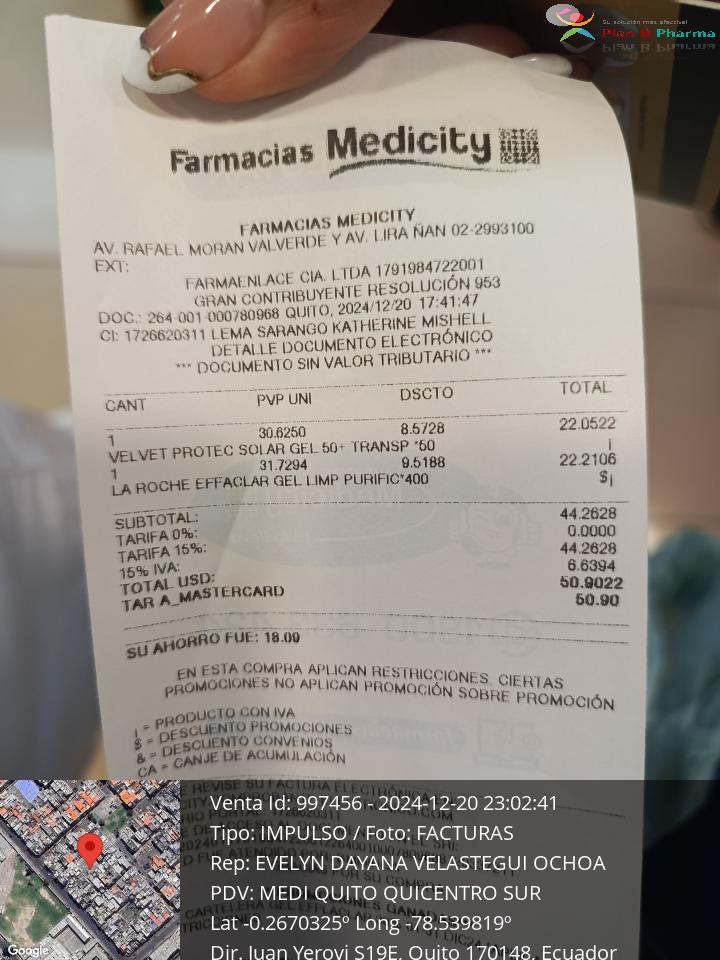 Su solución más efectiva!
Plan B Pharma
Farmacias Medicity
FARMACIAS MEDICITY
AV. RAFAEL MORAN VALVERDE Y AV. LIRA ÑAN 02-2993100
EXT:
FARMAENLACE CIA. LTDA 1791984722001
GRAN CONTRIBUYENTE RESOLUCIÓN 953
DOC.: 264-001-000780968 QUITO, 2024/12/20 17:41:47
CI: 1726620311 LEMA SARANGO KATHERINE MISHELL
DETALLE DOCUMENTO ELECTRÓNICO
*** DOCUMENTO SIN VALOR TRIBUTARIO ***
CANT PVP UNI DSCTO TOTAL
1 30.6250 8.5728 22.0522
VELVET PROTEC SOLAR GEL 50+ TRANSP *50 |
1 31.7294 9.5188 22.2106
LA ROCHE EFFACLAR GEL LIMP PURIFIC*400 $|
SUBTOTAL: 44.2628
TARIFA 0%: 0.0000
TARIFA 15%: 44.2628
15% IVA: 6.6394
TOTAL USD: 50.9022
TAR A_MASTERCARD 50.90
SU AHORRO FUE: 18.09
EN ESTA COMPRA APLICAN RESTRICCIONES, CIERTAS
PROMOCIONES NO APLICAN PROMOCIÓN SOBRE PROMOCIÓN
| = PRODUCTO CON IVA
$ = DESCUENTO PROMOCIONES
& = DESCUENTO CONVENIOS
CA = CANJE DE ACUMULACIÓN
REVISE SU FACTURA ELECTRÓNICA
Venta Id: 997456 - 2024-12-20 23:02:41
Tipo: IMPULSO / Foto: FACTURAS
Rep: EVELYN DAYANA VELASTEGUI OCHOA
PDV: MEDI QUITO QUICENTRO SUR
Lat -0.2670325º Long -78.539819º
Dir. Juan Yerovi S19E, Quito 170148, Ecuador
Google